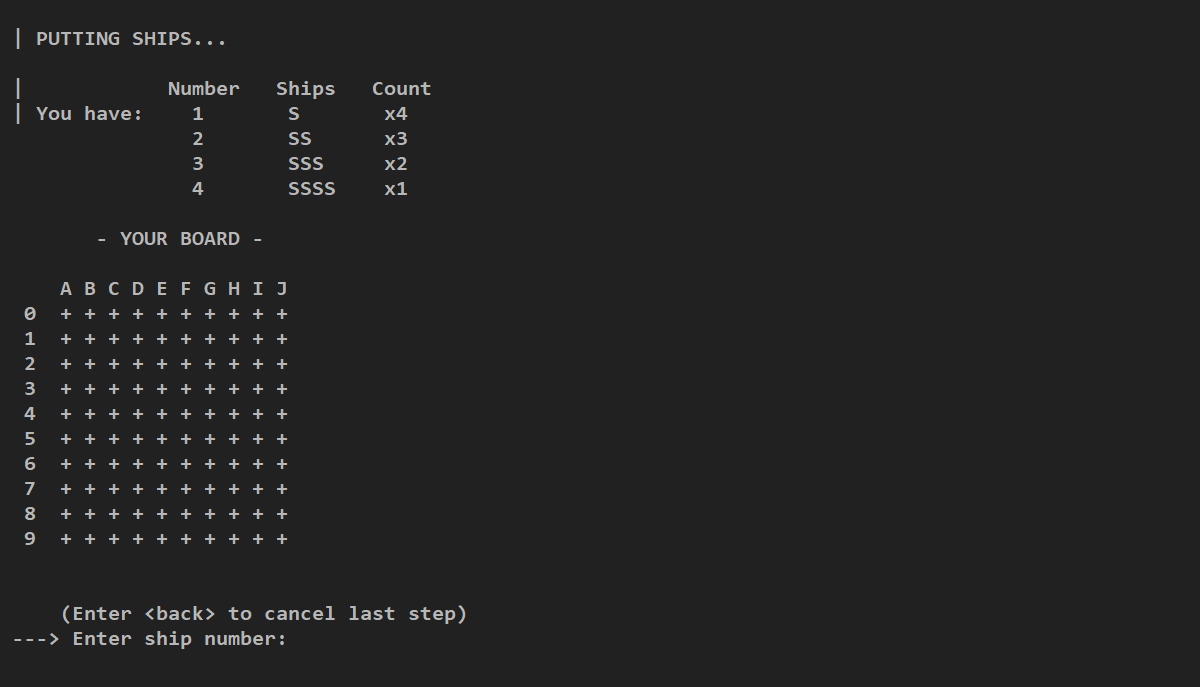 | PUTTING SHIPS...
|            Number   Ships   Count
| You have:    1       S       x4
               2       SS      x3
               3       SSS     x2
               4       SSSS    x1
       - YOUR BOARD -
    A B C D E F G H I J
 0  + + + + + + + + + +
 1  + + + + + + + + + +
 2  + + + + + + + + + +
 3  + + + + + + + + + +
 4  + + + + + + + + + +
 5  + + + + + + + + + +
 6  + + + + + + + + + +
 7  + + + + + + + + + +
 8  + + + + + + + + + +
 9  + + + + + + + + + +
    (Enter <back> to cancel last step)
---> Enter ship number: